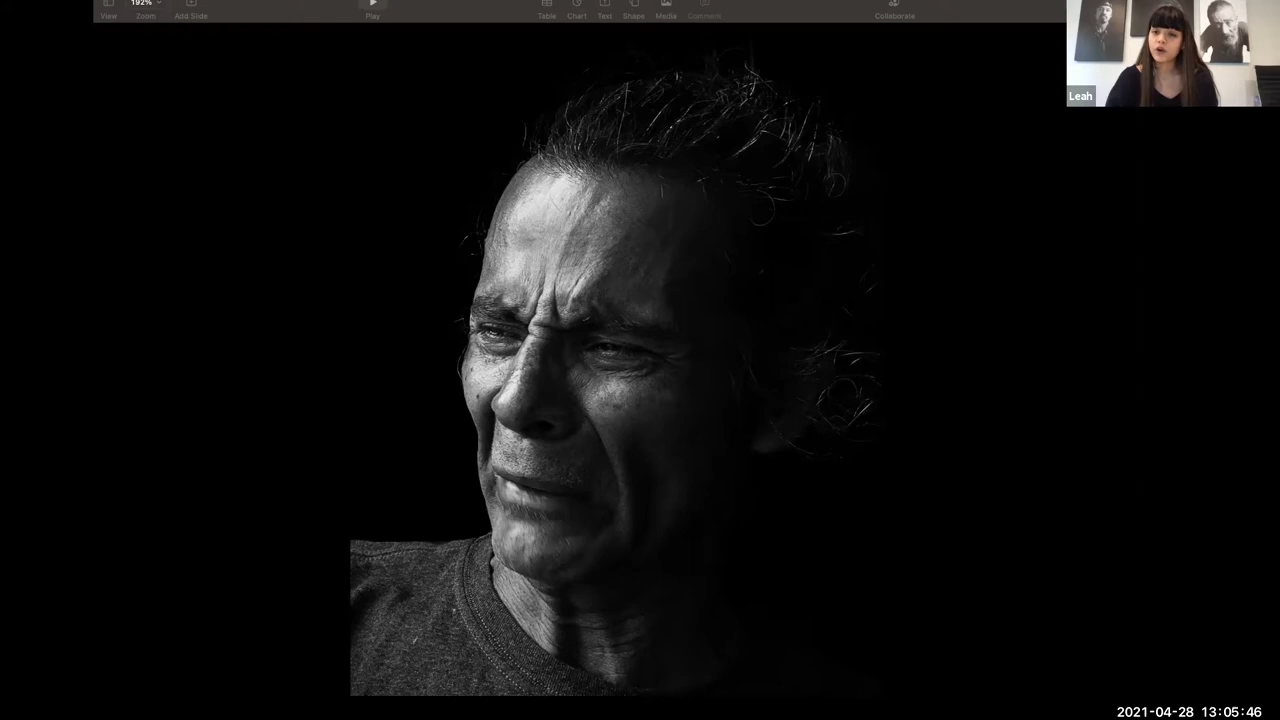 192%
View Zoom Add Slide Play Table Chart Text Shape Media Comment Collaborate
Leah
2021-04-28 13:05:46